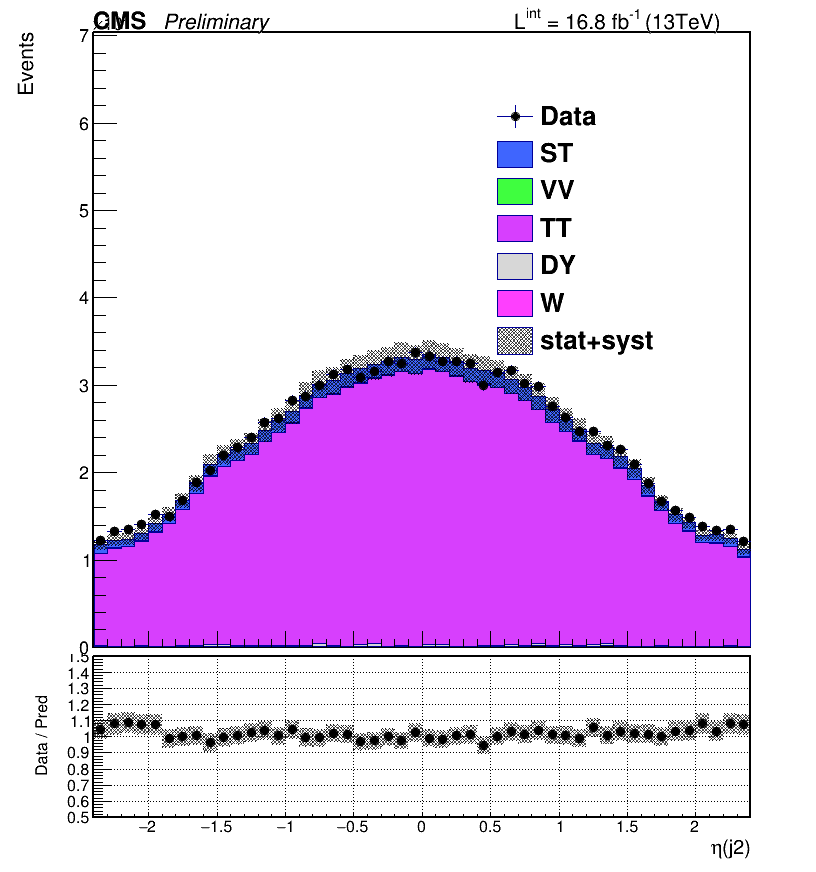 CMS Preliminary L^int = 16.8 fb^-1 (13TeV)
Events
7
6
5
4
3
2
1
0
Data
ST
VV
TT
DY
W
stat+syst
Data / Pred
1.5
1.4
1.3
1.2
1.1
1
0.9
0.8
0.7
0.6
0.5
−2 −1.5 −1 −0.5 0 0.5 1 1.5 2
η(j2)